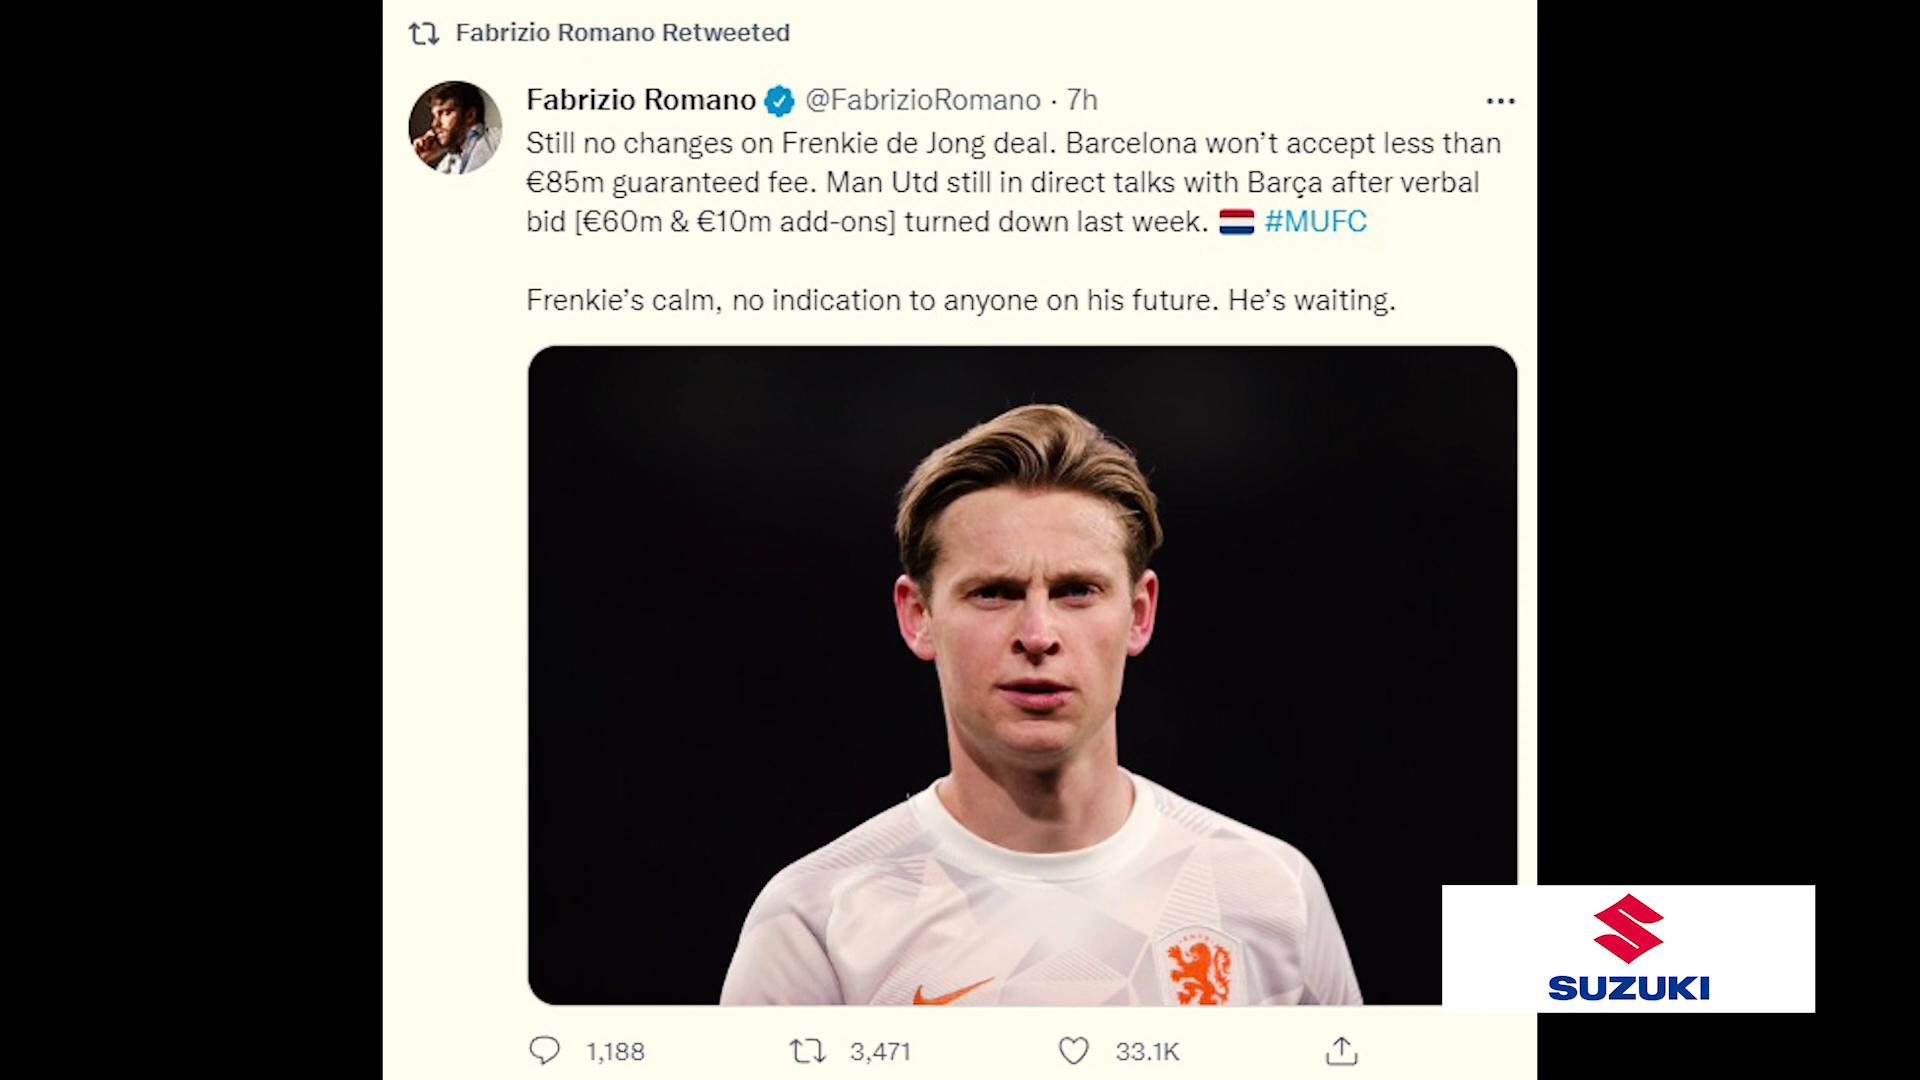 Fabrizio Romano Retweeted
Fabrizio Romano @FabrizioRomano · 7h
Still no changes on Frenkie de Jong deal. Barcelona won’t accept less than
€85m guaranteed fee. Man Utd still in direct talks with Barça after verbal
bid [€60m & €10m add-ons] turned down last week. 🇳🇱 #MUFC
Frenkie’s calm, no indication to anyone on his future. He’s waiting.
SUZUKI
1,188 3,471 33.1K